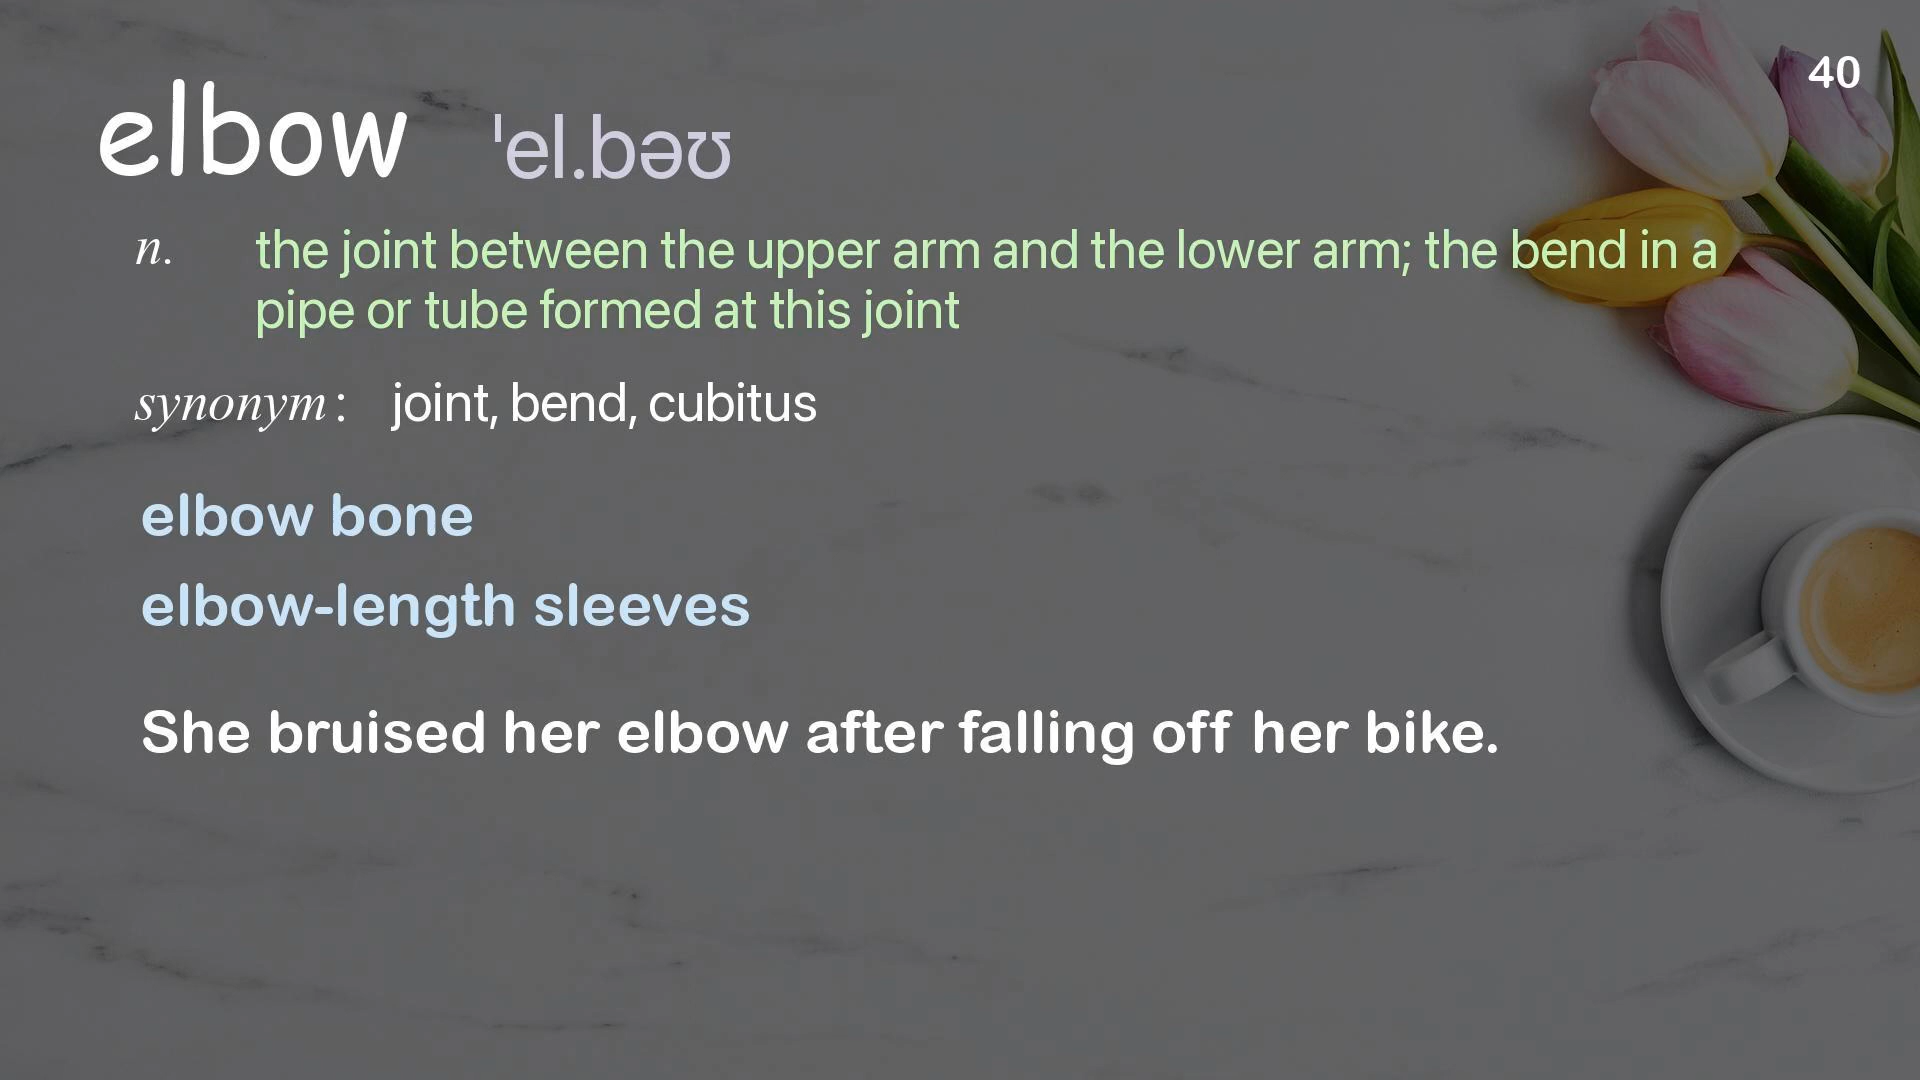 40
elbow ˈel.bəʊ
n. the joint between the upper arm and the lower arm; the bend in a
pipe or tube formed at this joint
synonym: joint, bend, cubitus
elbow bone
elbow-length sleeves
She bruised her elbow after falling off her bike.